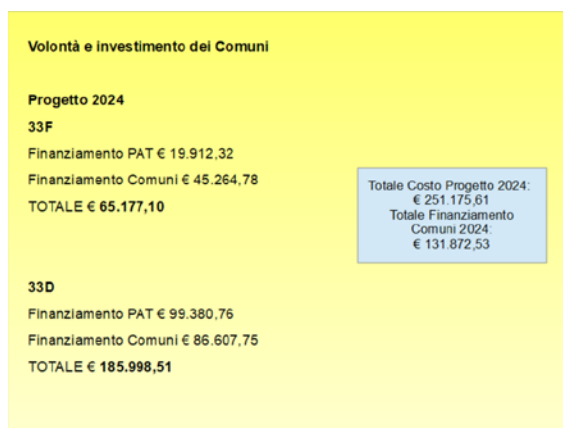 Volontà e investimento dei Comuni
Progetto 2024
33F
Finanziamento PAT € 19.912,32
Finanziamento Comuni € 45.264,78
TOTALE € 65.177,10
Totale Costo Progetto 2024:
€ 251.175,61
Totale Finanziamento
Comuni 2024:
€ 131.872,53
33D
Finanziamento PAT € 99.380,76
Finanziamento Comuni € 86.607,75
TOTALE € 185.998,51